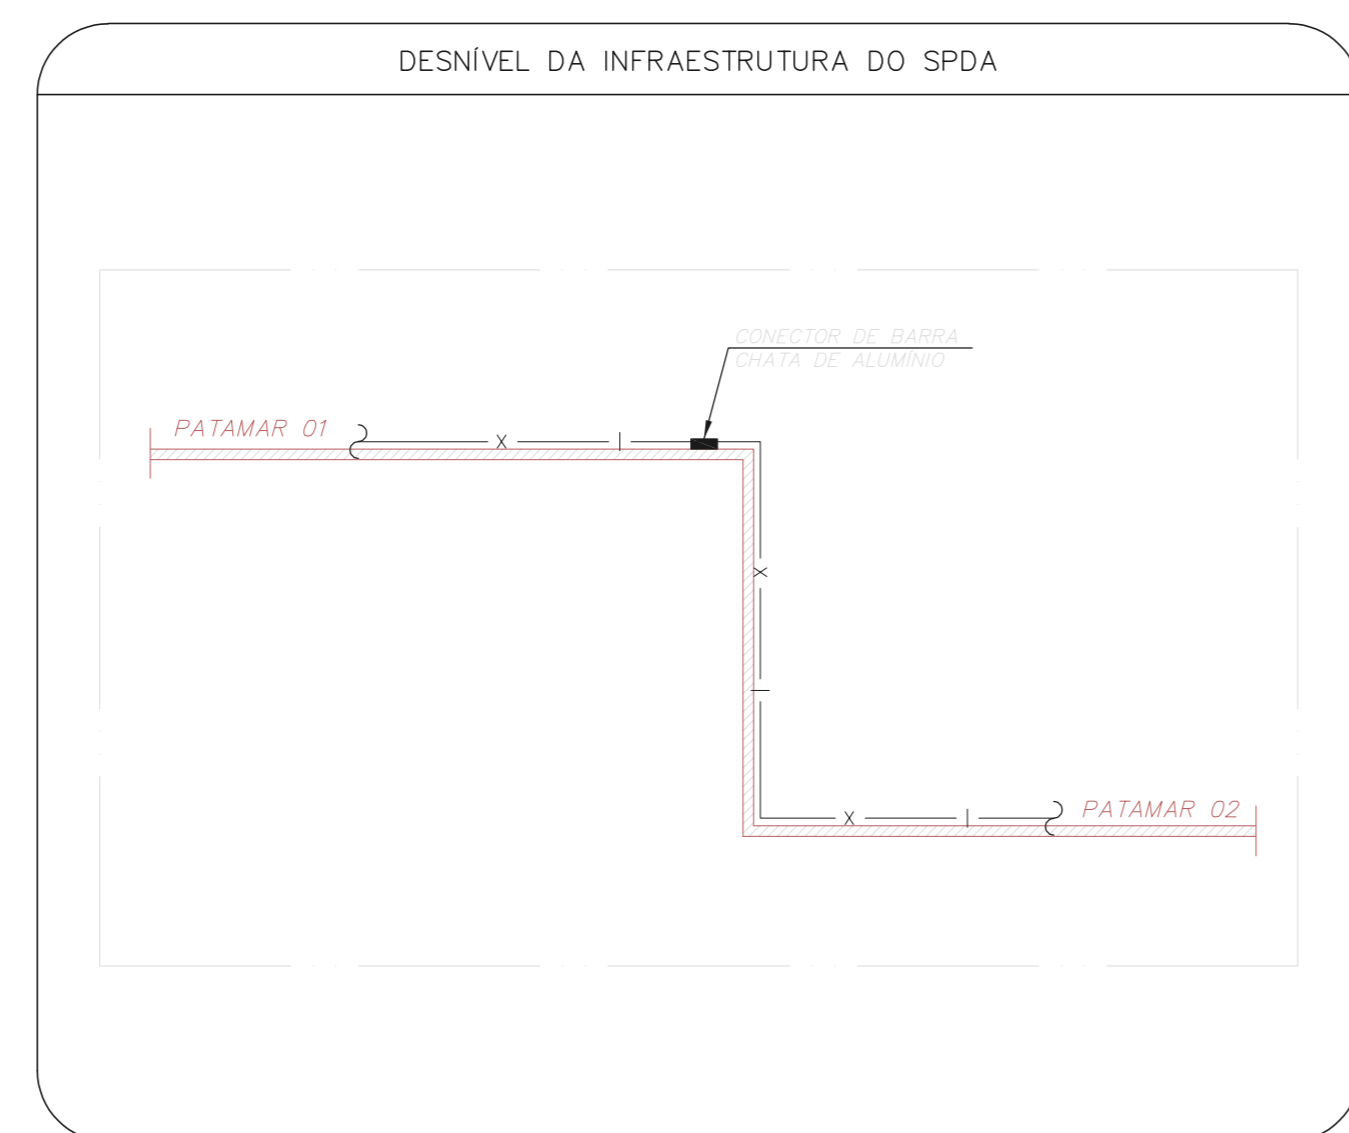 DESNÍVEL DA INFRAESTRUTURA DO SPDA
CONECTOR DE BARRA
CHATA DE ALUMÍNIO
PATAMAR 01
X
X
X
PATAMAR 02